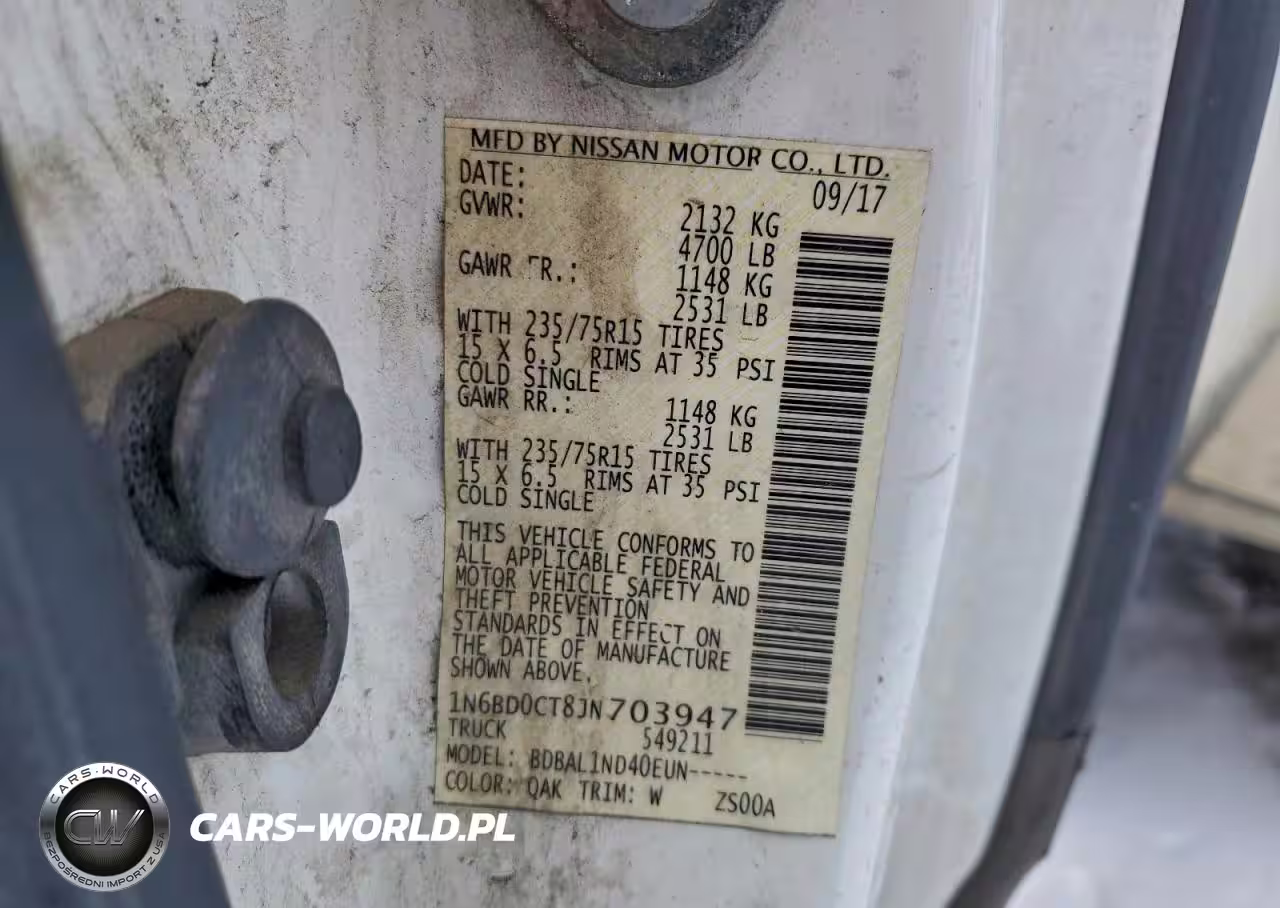 MFD BY NISSAN MOTOR CO., LTD.
DATE: 09/17
GVWR: 2132 KG
4700 LB
GAWR FR.: 1148 KG
2531 LB
WITH 235/75R15 TIRES
15 X 6.5 RIMS AT 35 PSI
COLD SINGLE
GAWR RR.: 1148 KG
2531 LB
WITH 235/75R15 TIRES
15 X 6.5 RIMS AT 35 PSI
COLD SINGLE
THIS VEHICLE CONFORMS TO
ALL APPLICABLE FEDERAL
MOTOR VEHICLE SAFETY AND
THEFT PREVENTION
STANDARDS IN EFFECT ON
THE DATE OF MANUFACTURE
SHOWN ABOVE.
1N6BD0CT8JN703947
TRUCK 549211
MODEL: BDBAL1ND40EUN-----
COLOR: QAK TRIM: W ZS00A
CARS-WORLD
CW
BEZPOŚREDNI IMPORT Z USA
CARS-WORLD.PL